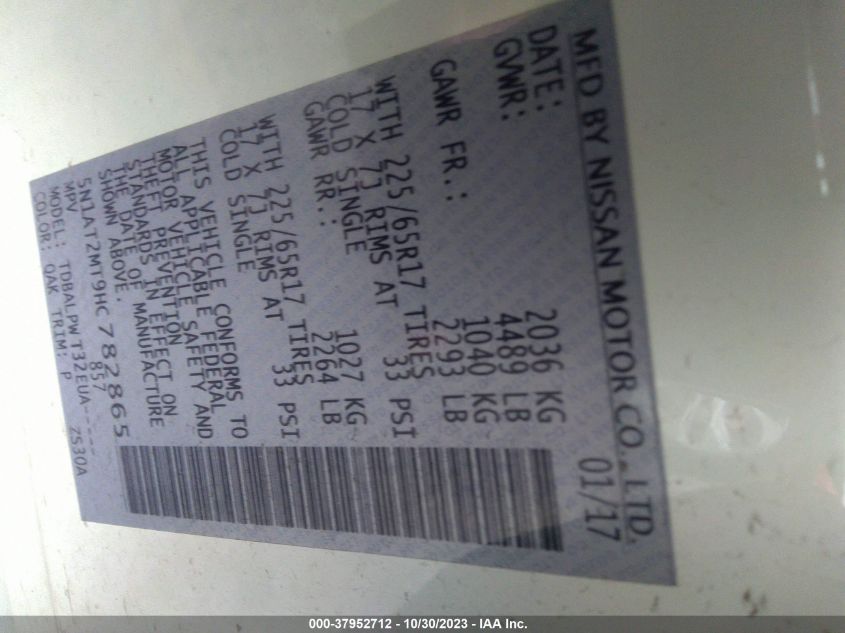 MFD BY NISSAN MOTOR CO., LTD.
DATE: 01/17
GVWR: 2036 KG
4489 LB
GAWR FR.: 1040 KG
2293 LB
WITH 225/65R17 TIRES
17 X 7J RIMS AT 33 PSI
COLD SINGLE
GAWR RR.: 1027 KG
2264 LB
WITH 225/65R17 TIRES
17 X 7J RIMS AT 33 PSI
COLD SINGLE
THIS VEHICLE CONFORMS TO
ALL APPLICABLE FEDERAL
MOTOR VEHICLE SAFETY AND
THEFT PREVENTION
STANDARDS IN EFFECT ON
THE DATE OF MANUFACTURE
SHOWN ABOVE.
5N1AT2MT9HC782865
MPV 857
MODEL: TDBALPWT32EUA-----
COLOR: QAK TRIM: P ZS30A
000-37952712 - 10/30/2023 - IAA Inc.